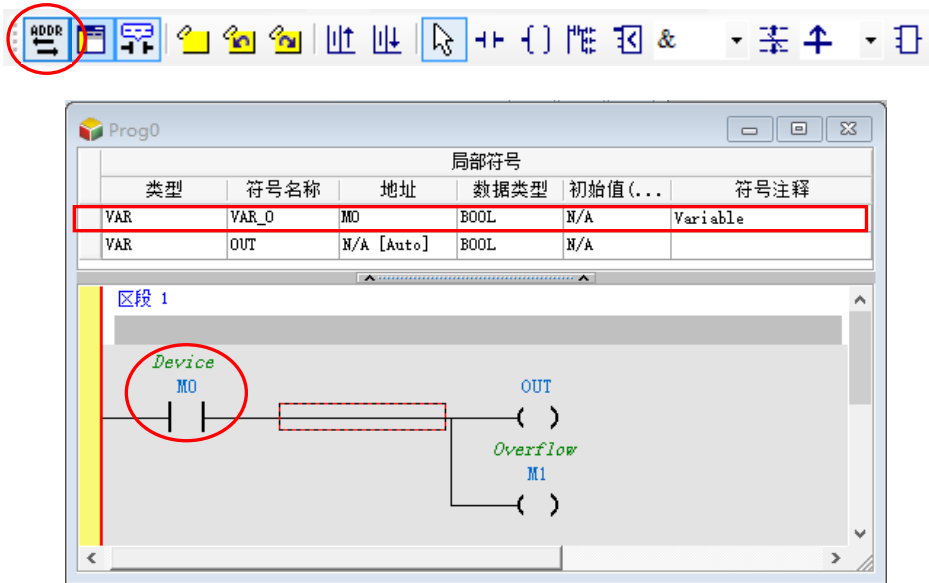 ADDR &
Prog0
局部符号
类型 符号名称 地址 数据类型 初始值(... 符号注释
VAR VAR_0 M0 BOOL N/A Variable
VAR OUT N/A [Auto] BOOL N/A
区段 1
Device
M0 OUT
Overflow
M1